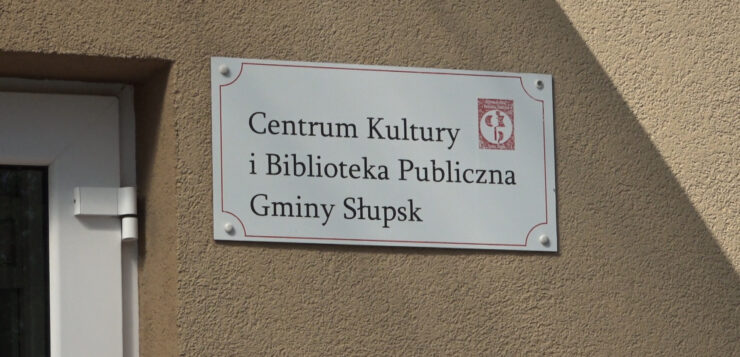 Centrum Kultury
i Biblioteka Publiczna
Gminy Słupsk